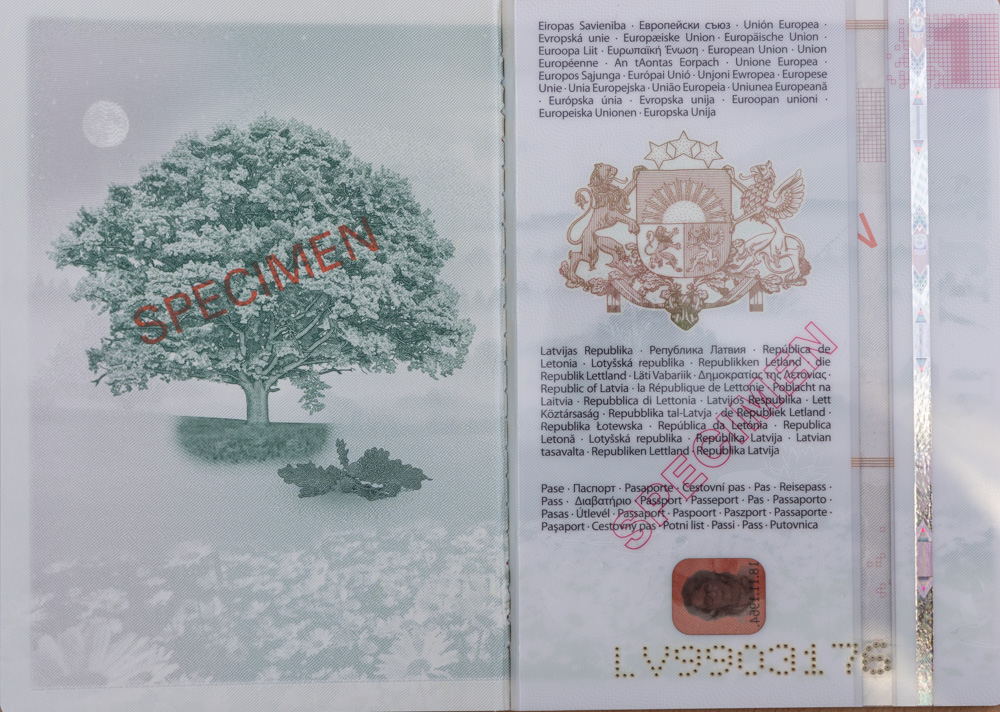 SPECIMEN
Eiropas Savienība · Европейски съюз · Unión Europea ·
Evropská unie · Europæiske Union · Europäische Union ·
Euroopa Liit · Ευρωπαϊκή Ένωση · European Union · Union
Européenne · An tAontas Eorpach · Unione Europea ·
Europos Sąjunga · Európai Unió · Unjoni Ewropea · Europese
Unie · Unia Europejska · União Europeia · Uniunea Europeană
· Európska únia · Evropska unija · Euroopan unioni ·
Europeiska Unionen · Europska Unija
V
Latvijas Republika · Република Латвия · República de
Letonia · Lotyšská republika · Republikken Letland · die
Republik Lettland · Läti Vabariik · Δημοκρατίας της Λετονίας ·
Republic of Latvia · la République de Lettonie · Poblacht na
Laitvia · Repubblica di Lettonia · Latvijos Respublika · Lett
Köztársaság · Repubblika tal-Latvja · de Republiek Letland ·
Republika Łotewska · República da Letónia · Republica
Letonă · Lotyšská republika · Republika Latvija · Latvian
tasavalta · Republiken Lettland · Republika Latvija
SPECIMEN
Pase · Паспорт · Pasaporte · Cestovní pas · Pas · Reisepass ·
Pass · Διαβατήριο · Passport · Passeport · Pas · Passaporto ·
Pasas · Útlevél · Passaport · Paspoort · Paszport · Passaporte ·
Paşaport · Cestovný pas · Potni list · Passi · Pass · Putovnica
LV9903176